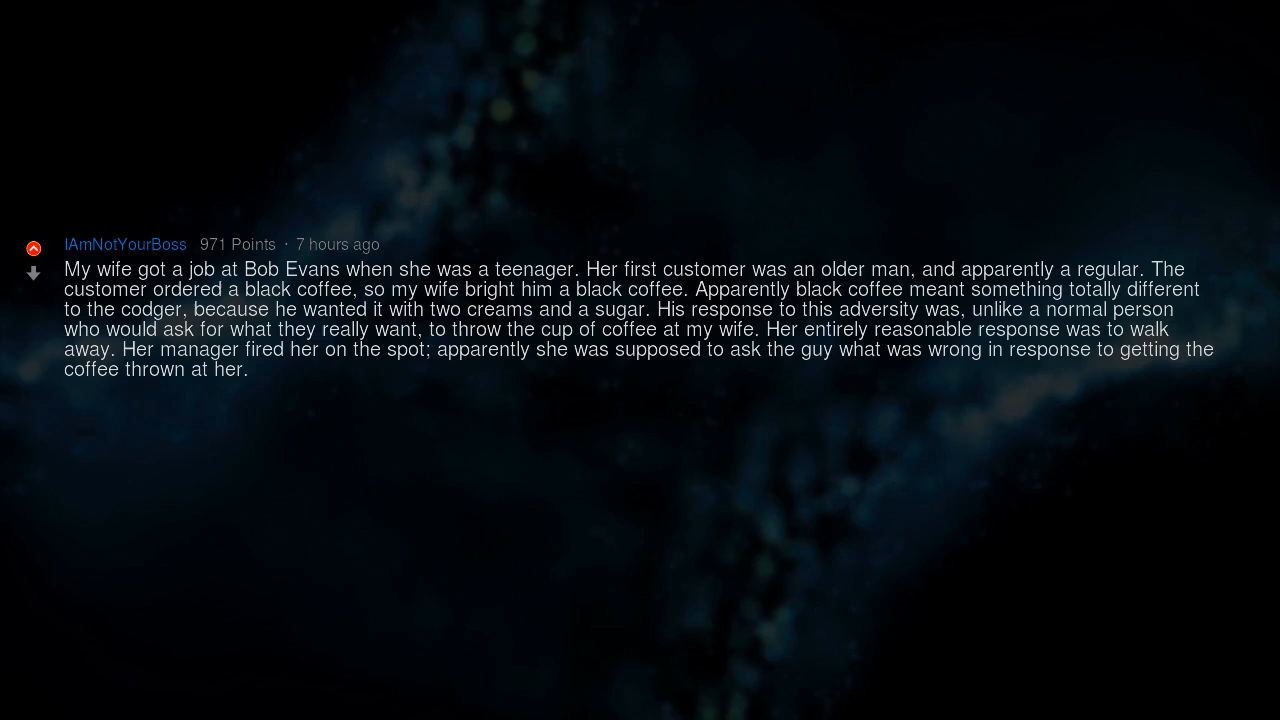 IAmNotYourBoss 971 Points · 7 hours ago
My wife got a job at Bob Evans when she was a teenager. Her first customer was an older man, and apparently a regular. The
customer ordered a black coffee, so my wife bright him a black coffee. Apparently black coffee meant something totally different
to the codger, because he wanted it with two creams and a sugar. His response to this adversity was, unlike a normal person
who would ask for what they really want, to throw the cup of coffee at my wife. Her entirely reasonable response was to walk
away. Her manager fired her on the spot; apparently she was supposed to ask the guy what was wrong in response to getting the
coffee thrown at her.